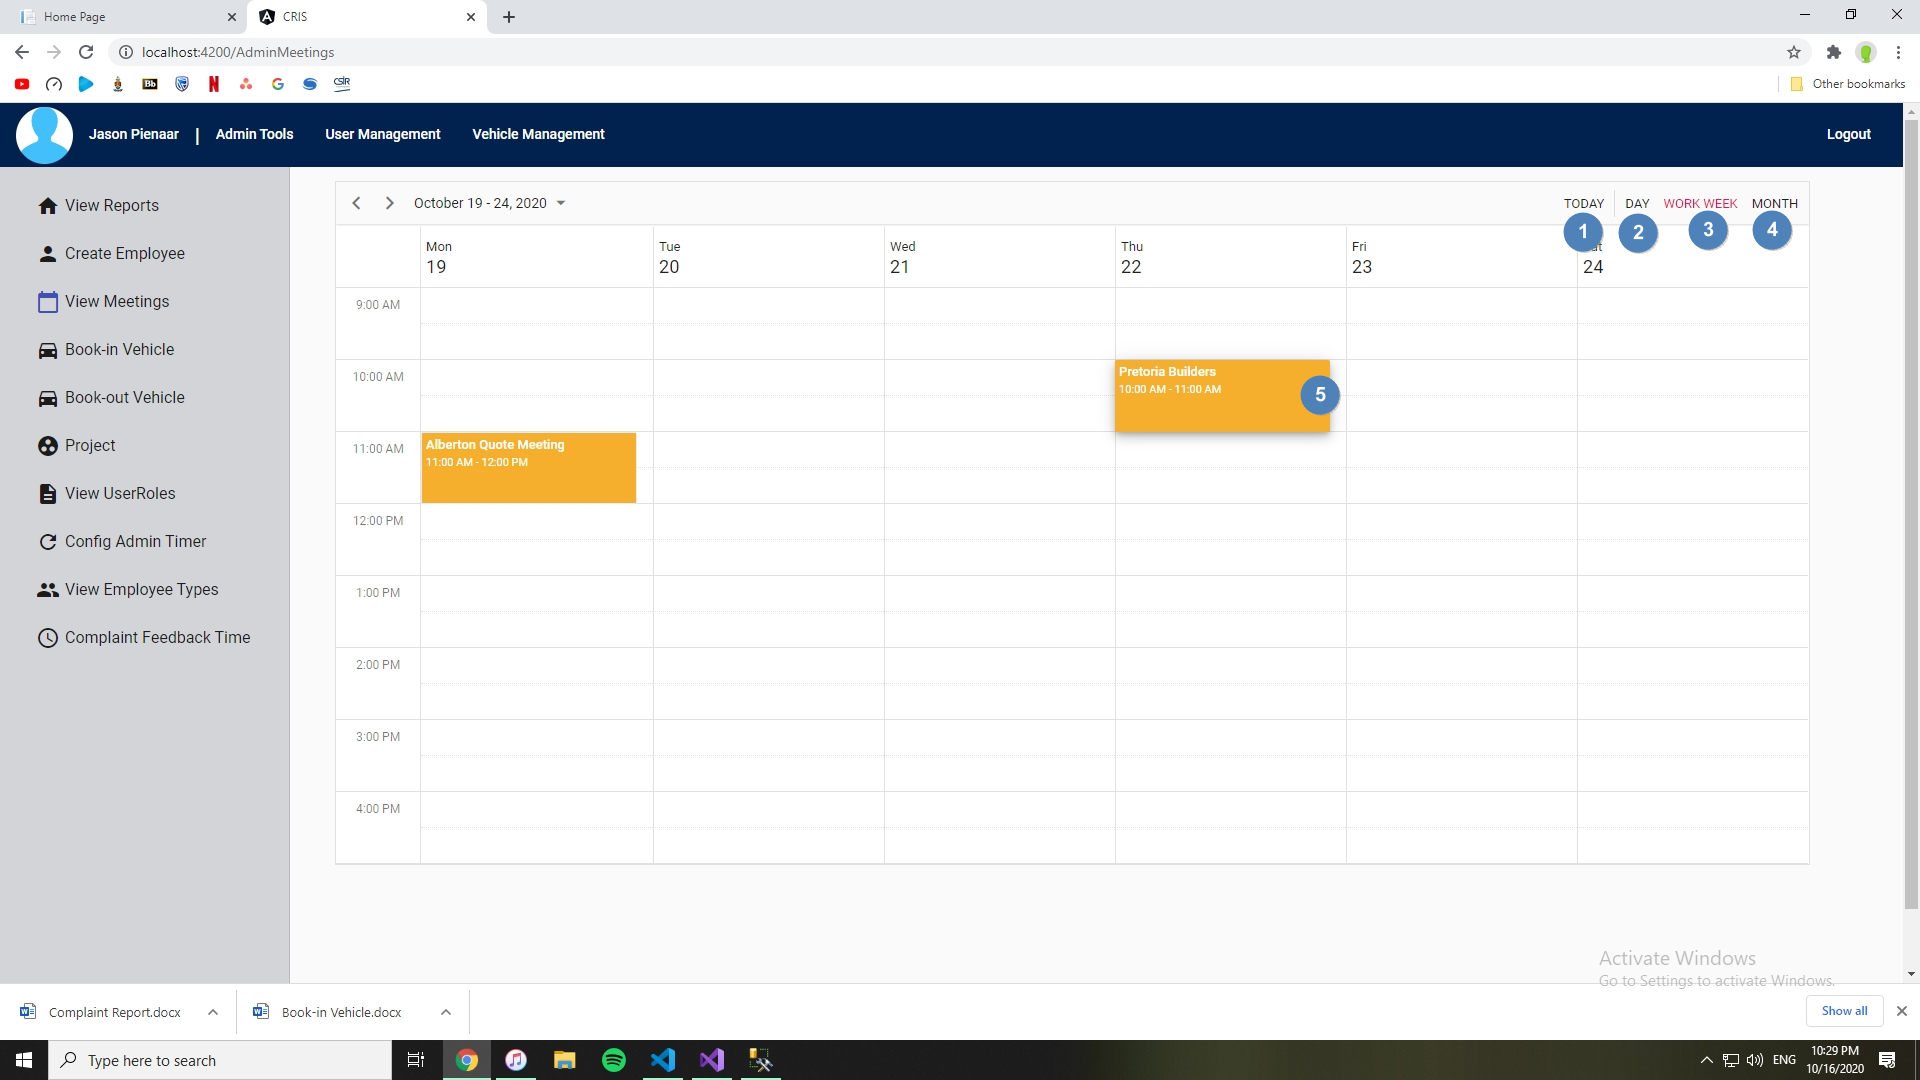 Home Page
CRIS
localhost:4200/AdminMeetings
Bb
CSIR
Other bookmarks
Jason Pienaar | Admin Tools User Management Vehicle Management Logout
View Reports
Create Employee
View Meetings
Book-in Vehicle
Book-out Vehicle
Project
View UserRoles
Config Admin Timer
View Employee Types
Complaint Feedback Time
October 19 - 24, 2020
TODAY DAY WORK WEEK MONTH
1 2 3 4
Mon Tue Wed Thu Fri
19 20 21 22 23 24
9:00 AM
10:00 AM
11:00 AM
12:00 PM
1:00 PM
2:00 PM
3:00 PM
4:00 PM
Pretoria Builders
10:00 AM - 11:00 AM
5
Alberton Quote Meeting
11:00 AM - 12:00 PM
Activate Windows
Go to Settings to activate Windows.
Complaint Report.docx
Book-in Vehicle.docx
Show all
Type here to search
ENG
10:29 PM
10/16/2020